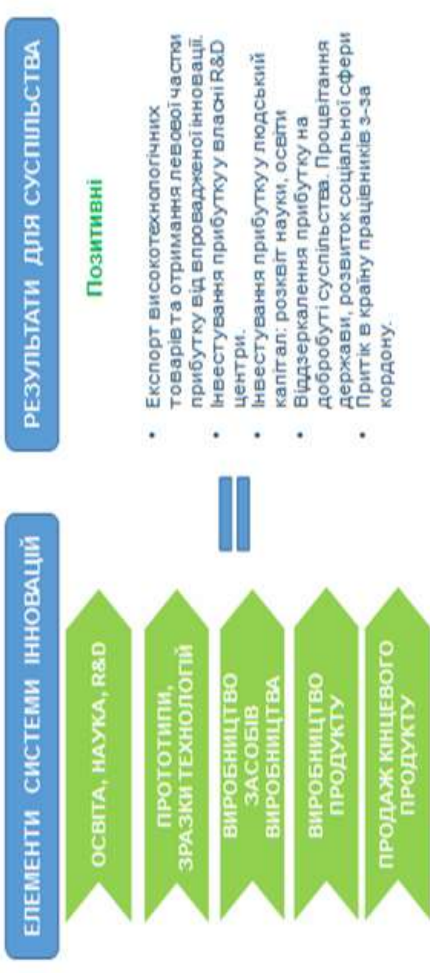 ЕЛЕМЕНТИ СИСТЕМИ ІННОВАЦІЙ
ОСВІТА, НАУКА, R&D
ПРОТОТИПИ,
ЗРАЗКИ ТЕХНОЛОГІЙ
ВИРОБНИЦТВО
ЗАСОБІВ
ВИРОБНИЦТВА
ВИРОБНИЦТВО
ПРОДУКТУ
ПРОДАЖ КІНЦЕВОГО
ПРОДУКТУ
=
РЕЗУЛЬТАТИ ДЛЯ СУСПІЛЬСТВА
Позитивні
• Експорт високотехнологічних
товарів та отримання левової частки
прибутку від впровадженої інновації.
• Інвестування прибутку у власні R&D
центри.
• Інвестування прибутку у людський
капітал: розквіт науки, освіти
• Віддзеркалення прибутку на
добробуті суспільства. Процвітання
держави, розвиток соціальної сфери
• Притік в країну працівників з-за
кордону.